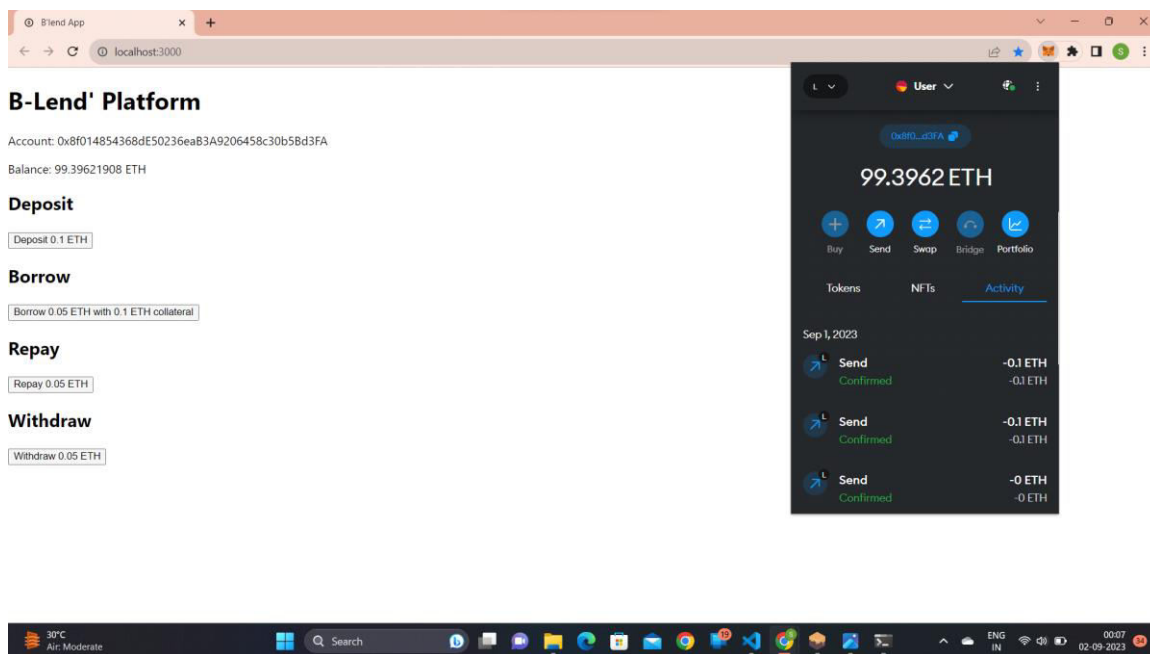 B'lend App
localhost:3000
S
B-Lend' Platform
Account: 0x8f014854368dE50236eaB3A9206458c30b5Bd3FA
Balance: 99.39621908 ETH
Deposit
Deposit 0.1 ETH
Borrow
Borrow 0.05 ETH with 0.1 ETH collateral
Repay
Repay 0.05 ETH
Withdraw
Withdraw 0.05 ETH
L User
0x8f0...d3FA
99.3962 ETH
Buy Send Swap Bridge Portfolio
Tokens NFTs Activity
Sep 1, 2023
L Send -0.1 ETH
Confirmed -0.1 ETH
L Send -0.1 ETH
Confirmed -0.1 ETH
L Send -0 ETH
Confirmed -0 ETH
30°C
Air: Moderate
Search
19
ENG
IN
00:07
02-09-2023
34